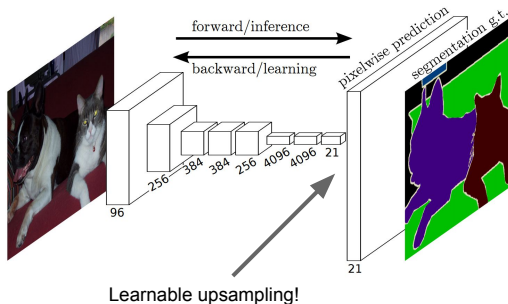 forward/inference
backward/learning
pixelwise prediction
segmentation g.t.
96
256
384
384
256
4096
4096
21
21
Learnable upsampling!